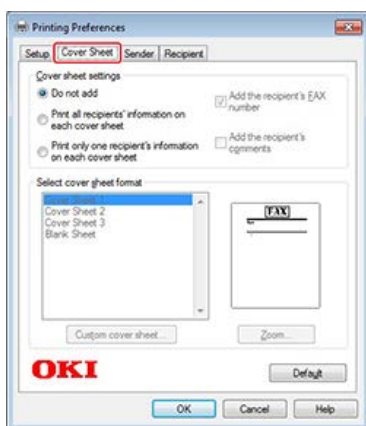 Printing Preferences
Setup Cover Sheet Sender Recipient
Cover sheet settings
Do not add
Print all recipients' information on
each cover sheet
Print only one recipient's information
on each cover sheet
Add the recipient's FAX
number
Add the recipient's
comments
Select cover sheet format
Cover Sheet 1
Cover Sheet 2
Cover Sheet 3
Blank Sheet
FAX
Custom cover sheet...
Zoom...
OKI
Default
OK Cancel Help